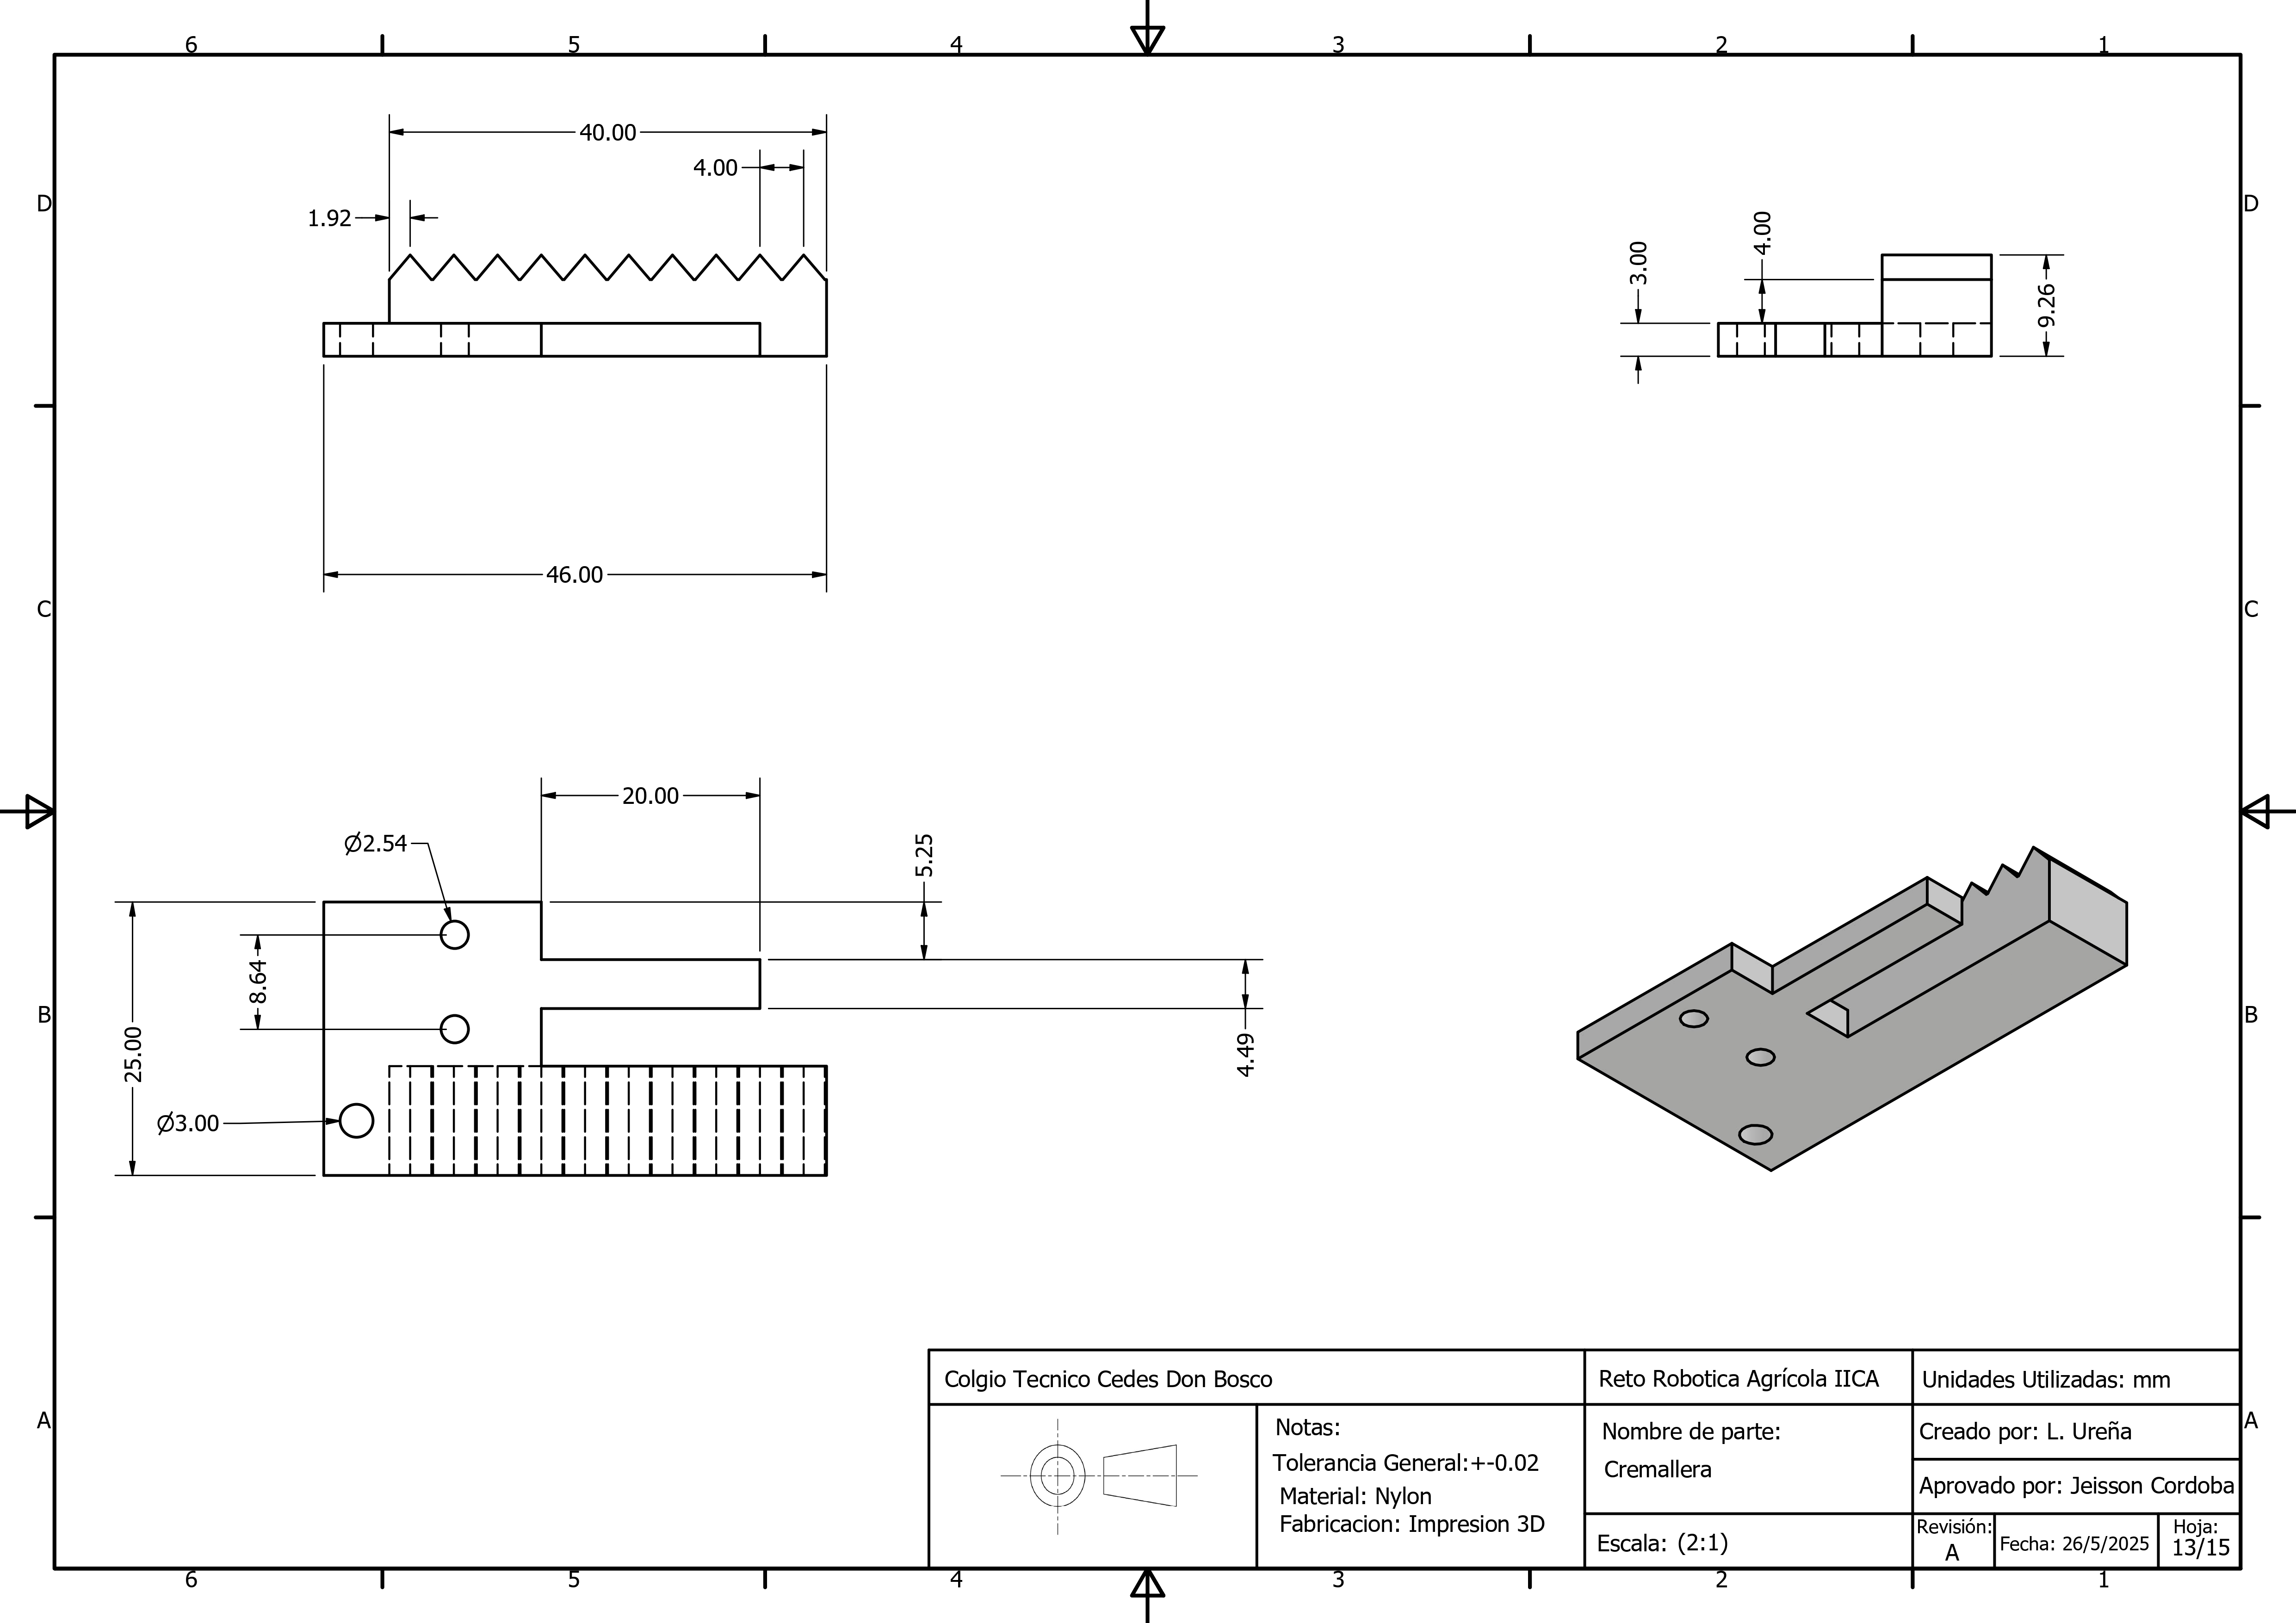 6 5 4 3 2 1
40.00
4.00
1.92
D D
4.00
3.00
9.26
46.00
C C
20.00
Ø2.54
5.25
8.64
25.00
4.49
B B
Ø3.00
Colgio Tecnico Cedes Don Bosco
Reto Robotica Agrícola IICA
Unidades Utilizadas: mm
Notas:
Tolerancia General:+-0.02
Material: Nylon
Fabricacion: Impresion 3D
Nombre de parte:
Cremallera
Escala: (2:1)
Creado por: L. Ureña
Aprovado por: Jeisson Cordoba
Revisión:
A
Fecha: 26/5/2025
Hoja:
13/15
A A
6 5 4 3 2 1